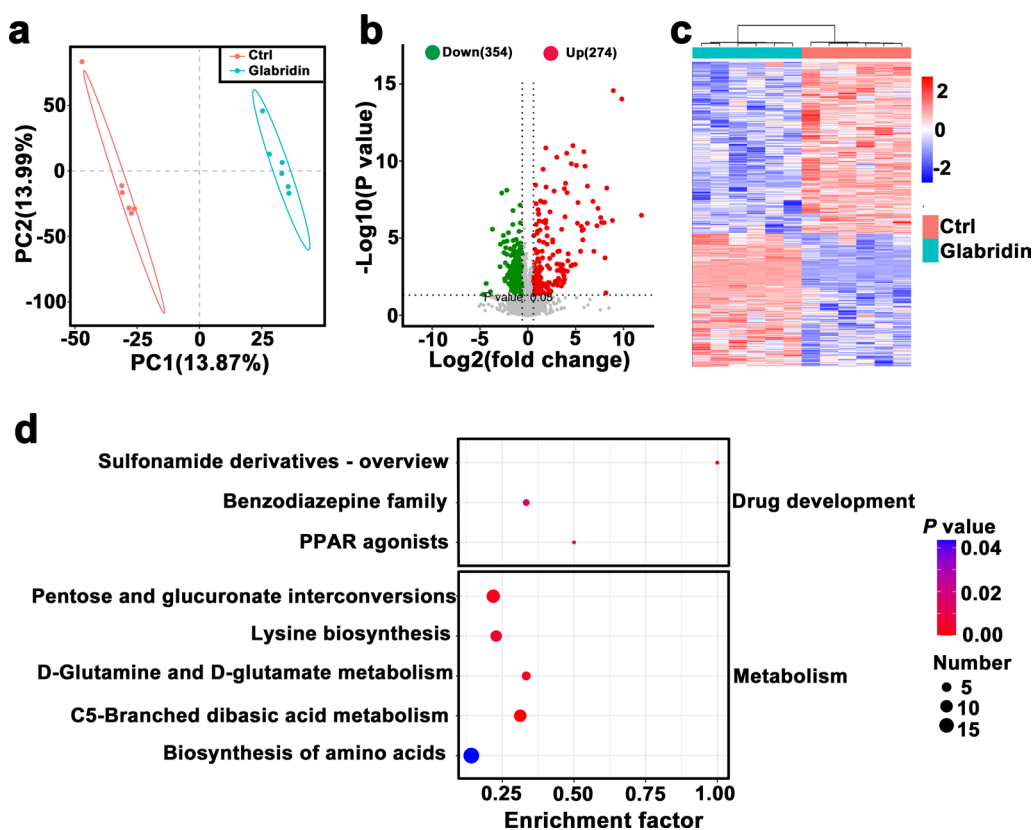 a
Ctrl
Glabridin
50
0
-50
-100
-50
-25
0
25
PC2(13.99%)
PC1(13.87%)
b
Down(354)
Up(274)
15
10
5
0
P value: 0.05
-10
-5
0
5
10
-Log10(P value)
Log2(fold change)
c
2
0
-2
Ctrl
Glabridin
d
Sulfonamide derivatives - overview
Benzodiazepine family
PPAR agonists
Drug development
Pentose and glucuronate interconversions
Lysine biosynthesis
D-Glutamine and D-glutamate metabolism
C5-Branched dibasic acid metabolism
Biosynthesis of amino acids
Metabolism
0.25
0.50
0.75
1.00
Enrichment factor
P value
0.04
0.02
0.00
Number
5
10
15